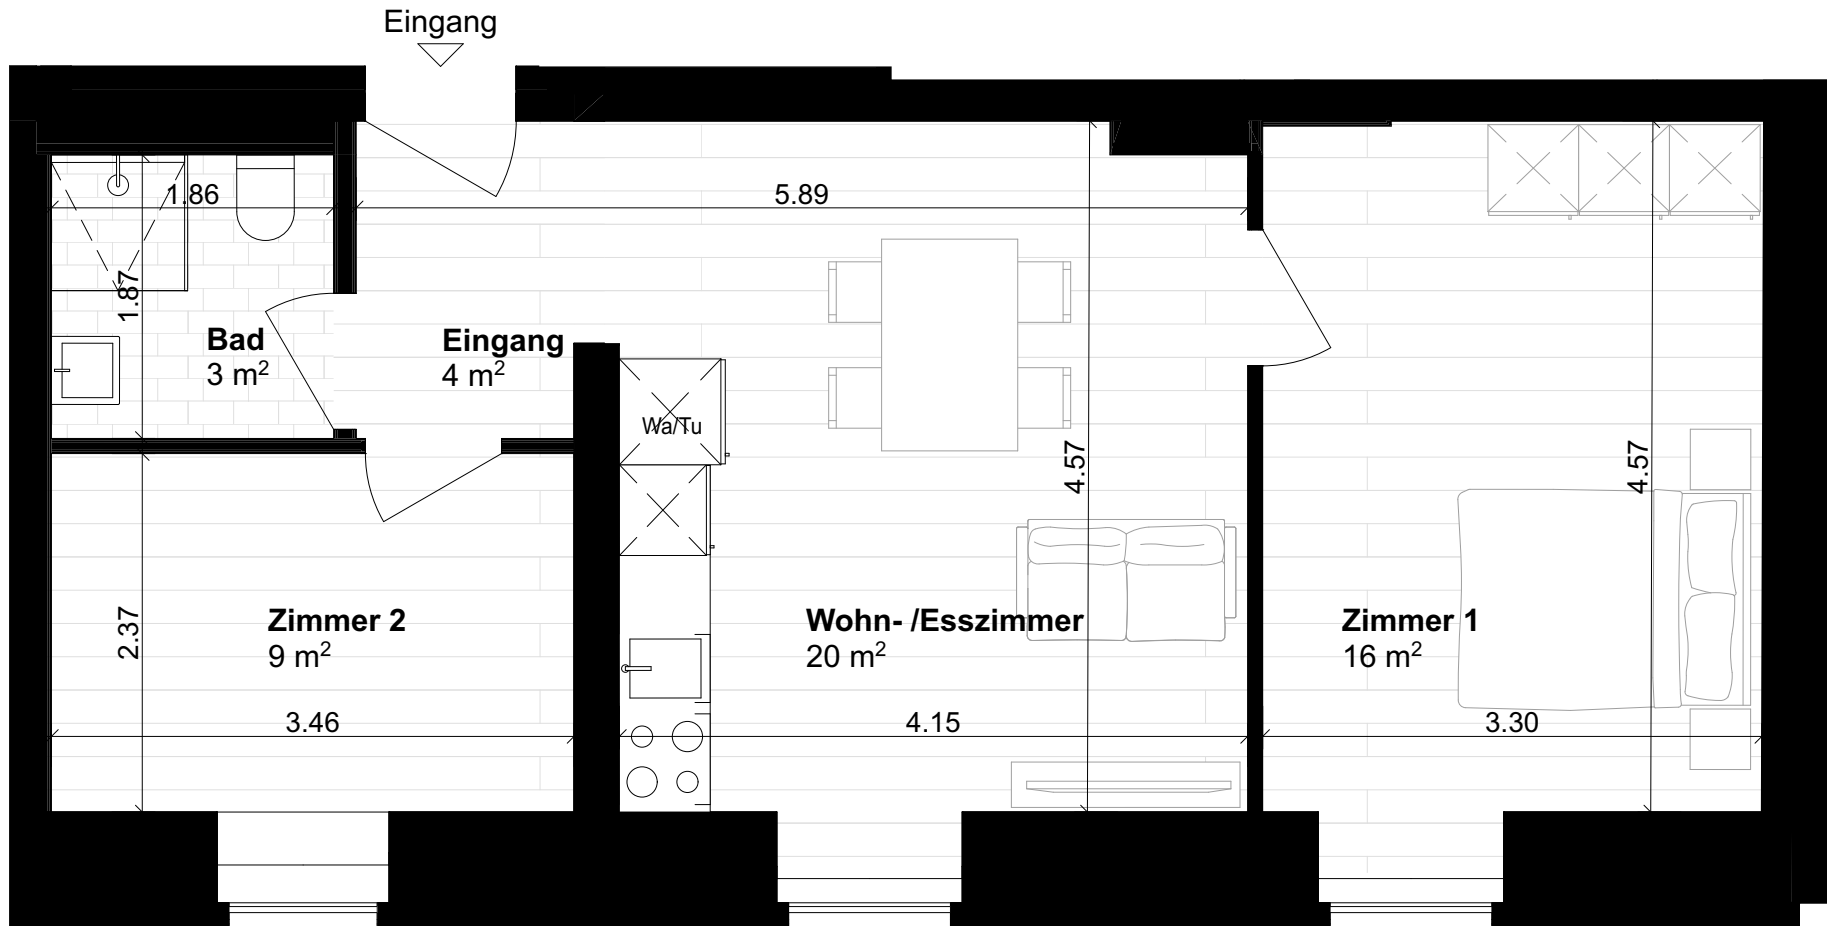 Eingang
1.86
5.89
1.87
Bad
3 m²
Eingang
4 m²
Wa/Tu
4.57
4.57
2.37
Zimmer 2
9 m²
Wohn- /Esszimmer
20 m²
Zimmer 1
16 m²
3.46
4.15
3.30